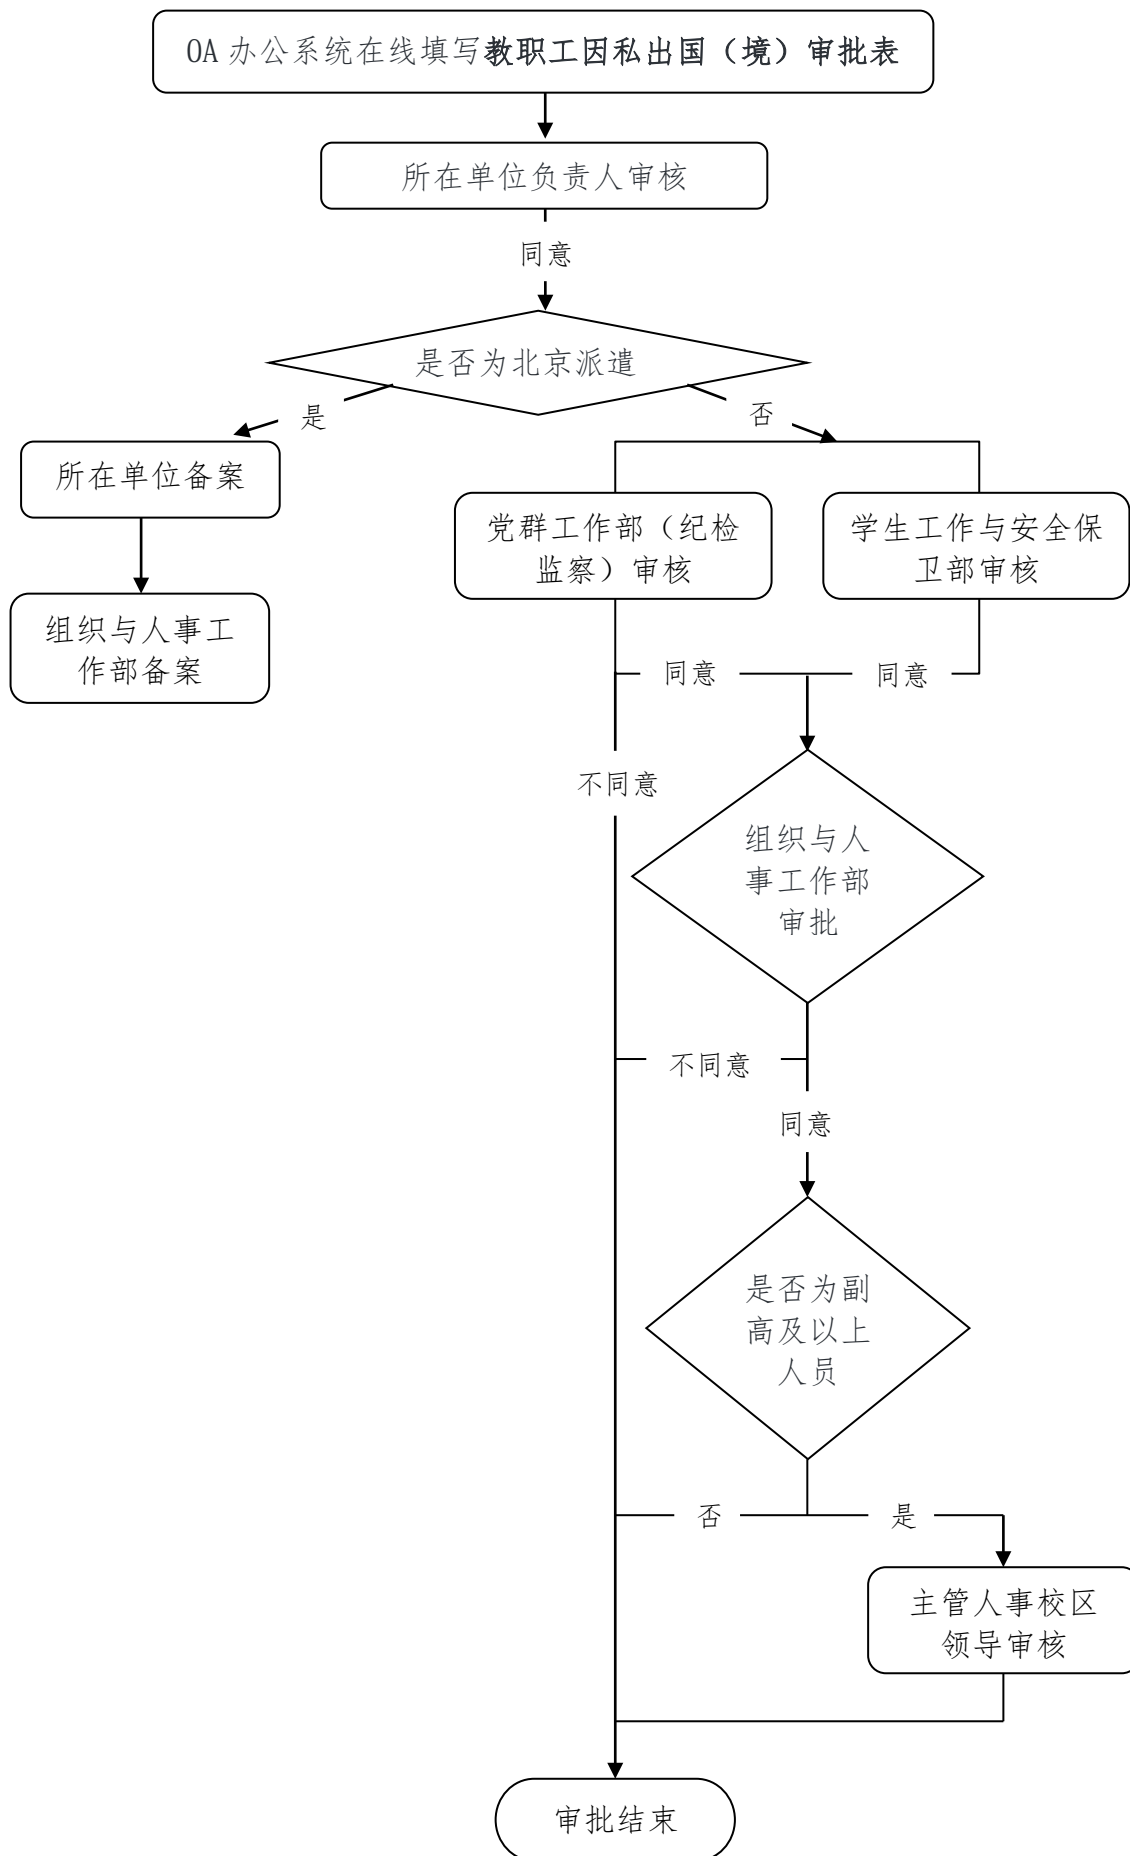 OA 办公系统在线填写教职工因私出国（境）审批表
所在单位负责人审核
同意
是否为北京派遣
是
否
所在单位备案
党群工作部（纪检
监察）审核
学生工作与安全保
卫部审核
组织与人事工
作部备案
同意
同意
不同意
组织与人
事工作部
审批
不同意
同意
是否为副
高及以上
人员
否
是
主管人事校区
领导审核
审批结束